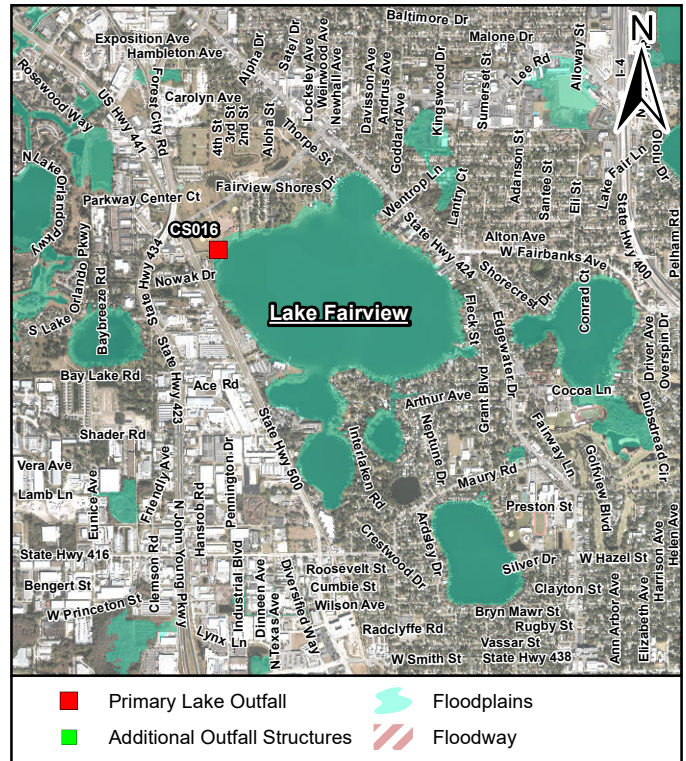 Baltimore Dr
Exposition Ave
Hambleton Ave
Malone Dr
Rosewood Way
US Hwy 441
Forest City Rd
Carolyn Ave
4th St
3rd St
2nd St
Aloha St
Alpha Dr
Satel Dr
Locksley Ave
Weirwood Ave
Newhall Ave
Davisson Ave
Andrus Ave
Goddard Ave
Kingswood Dr
Somerset St
Lee Rd
Alloway St
I-4
N
Thorpe St
Fairview Shores Dr
Parkway Center Ct
N Lake Orlando Pkwy
Wentrop Ln
Lantry Ct
Adanson St
Santee St
Eli St
Lake Fair Ln
State Hwy 400
Pelham Rd
CS016
State Hwy 434
Nowak Dr
State Hwy 424
Alton Ave
W Fairbanks Ave
Shorecrest Dr
Conrad Ct
S Lake Orlando Pkwy
Baybreeze Rd
Lake Fairview
Fleck St
Edgewater Dr
Driver Ave
Overspin Dr
Bay Lake Rd
State Hwy 423
Ace Rd
State Hwy 500
Arthur Ave
Grant Blvd
Cocoa Ln
Dubsdread Cir
Shader Rd
Friendly Ave
Pennington Dr
Interlaken Rd
Neptune Dr
Maury Rd
Fairway Ln
Golfview Blvd
Vera Ave
Lamb Ln
Eunice Ave
N John Young Pkwy
Hansrob Rd
Preston St
State Hwy 416
Clemson Rd
Industrial Blvd
Dinneen Ave
N Texas Ave
Diversified Way
Roosevelt St
Crestwood Dr
Ardsley Dr
Silver Dr
W Hazel St
Harrison Ave
Helen Ave
Bengert St
Cumbie St
Wilson Ave
Clayton St
Ann Arbor Ave
Elizabeth Ave
W Princeton St
Lynx Ln
Radclyffe Rd
Bryn Mawr St
Rugby St
Vassar St
W Smith St
State Hwy 438
Primary Lake Outfall
Floodplains
Additional Outfall Structures
Floodway